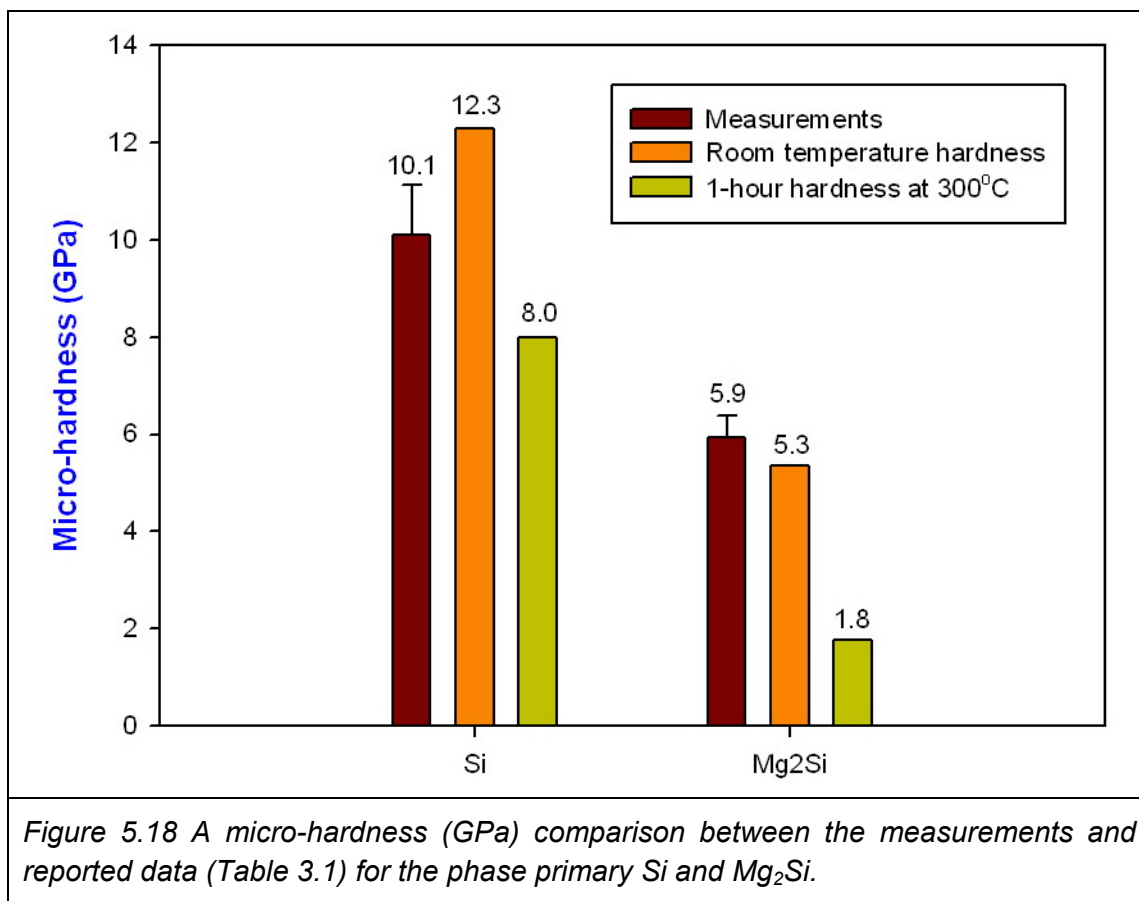 14
12
10
8
6
4
2
0
Micro-hardness (GPa)
Measurements
Room temperature hardness
1-hour hardness at 300⁰C
10.1
12.3
8.0
5.9
5.3
1.8
Si
Mg2Si
Figure 5.18 A micro-hardness (GPa) comparison between the measurements and
reported data (Table 3.1) for the phase primary Si and Mg₂Si.